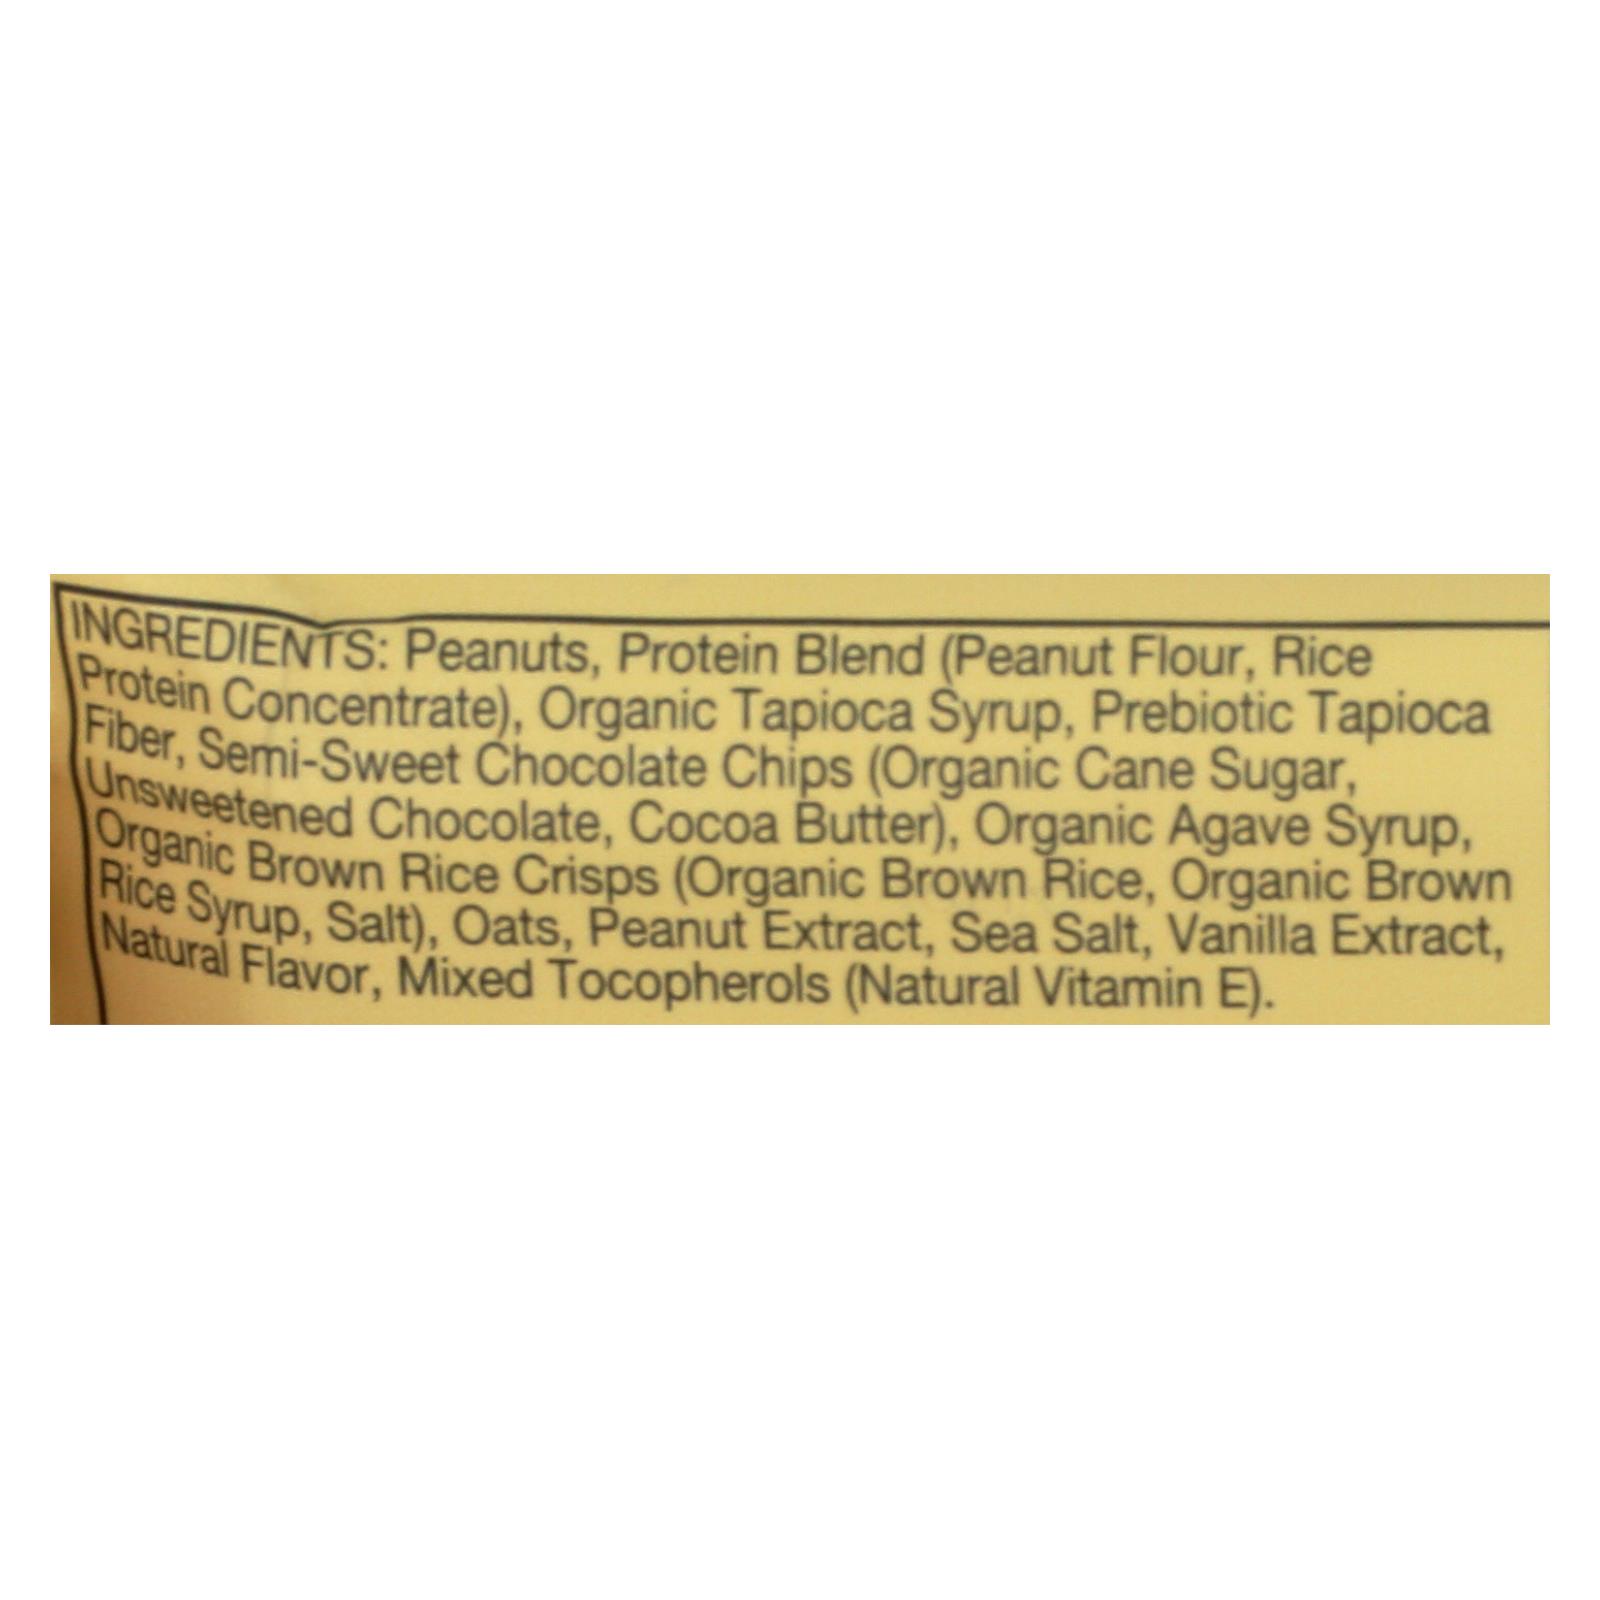 INGREDIENTS: Peanuts, Protein Blend (Peanut Flour, Rice
Protein Concentrate), Organic Tapioca Syrup, Prebiotic Tapioca
Fiber, Semi-Sweet Chocolate Chips (Organic Cane Sugar,
Unsweetened Chocolate, Cocoa Butter), Organic Agave Syrup,
Organic Brown Rice Crisps (Organic Brown Rice, Organic Brown
Rice Syrup, Salt), Oats, Peanut Extract, Sea Salt, Vanilla Extract,
Natural Flavor, Mixed Tocopherols (Natural Vitamin E).